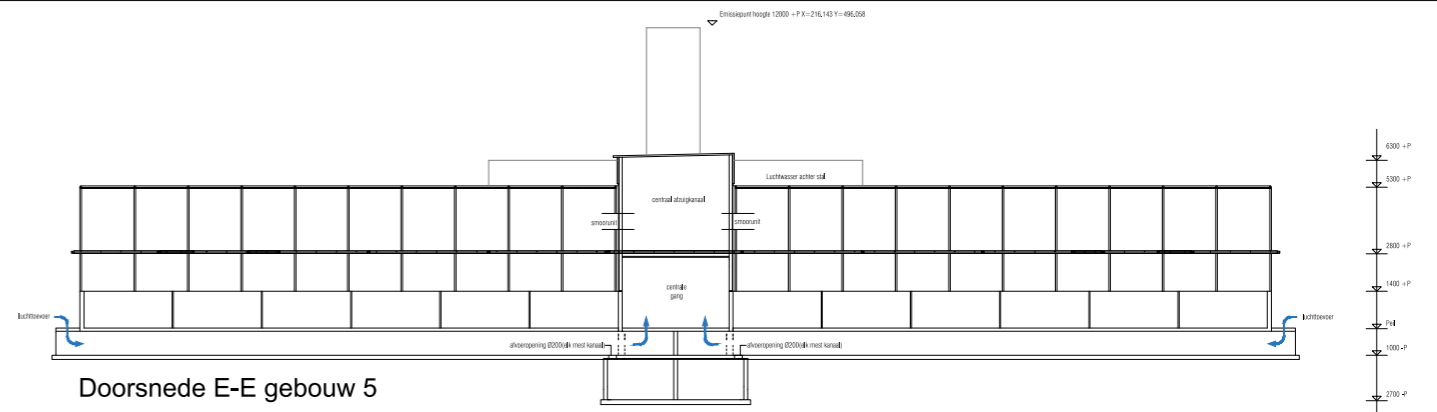 Emissiepunt hoogte 12000 +P X=216.143 Y=496.058
6300 +P
Luchtwasser achter stal
5300 +P
centraal afzuigkanaal
smoorunit
smoorunit
2800 +P
centrale
gang
1400 +P
luchttoevoer
luchttoevoer
Peil
afvoeropening Ø200(elk mest kanaal)
afvoeropening Ø200(elk mest kanaal)
1000 -P
Doorsnede E-E gebouw 5
2700 -P